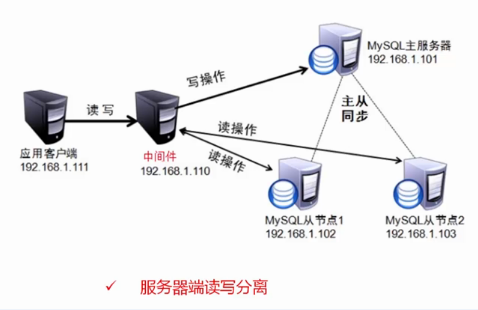 MySQL主服务器
192.168.1.101
写操作
读写
主从
同步
读操作
读操作
应用客户端
192.168.1.111
中间件
192.168.1.110
MySQL从节点1
192.168.1.102
MySQL从节点2
192.168.1.103
✓ 服务器端读写分离